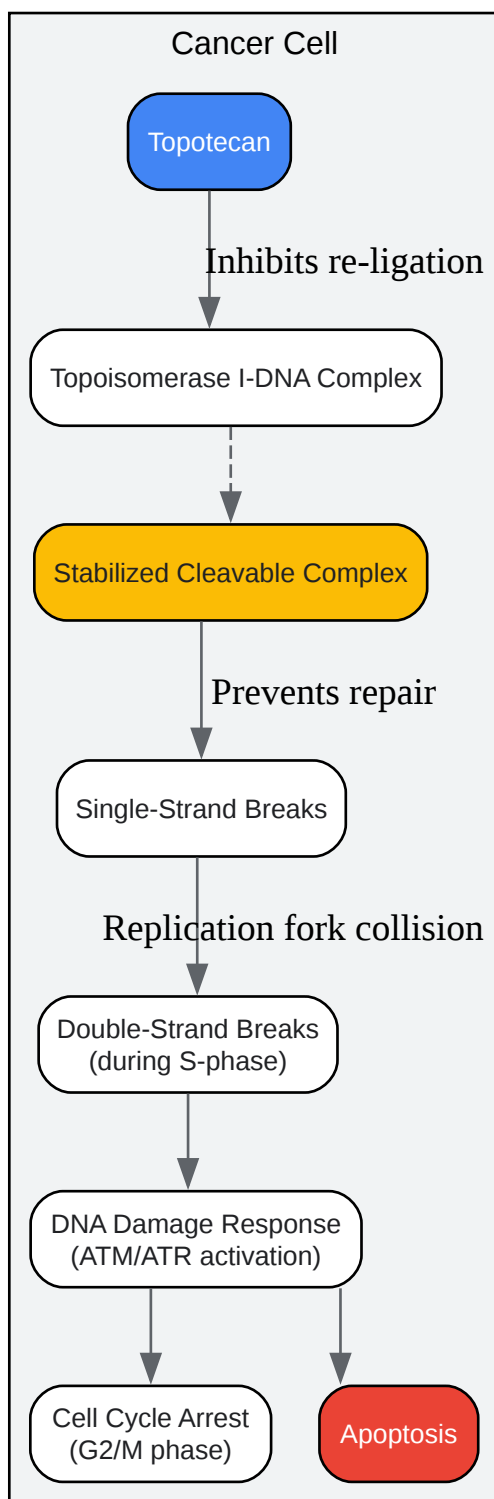 Cancer Cell
Topotecan
Inhibits re-ligation
Topoisomerase I-DNA Complex
Stabilized Cleavable Complex
Prevents repair
Single-Strand Breaks
Replication fork collision
Double-Strand Breaks
(during S-phase)
DNA Damage Response
(ATM/ATR activation)
Cell Cycle Arrest
(G2/M phase)
Apoptosis